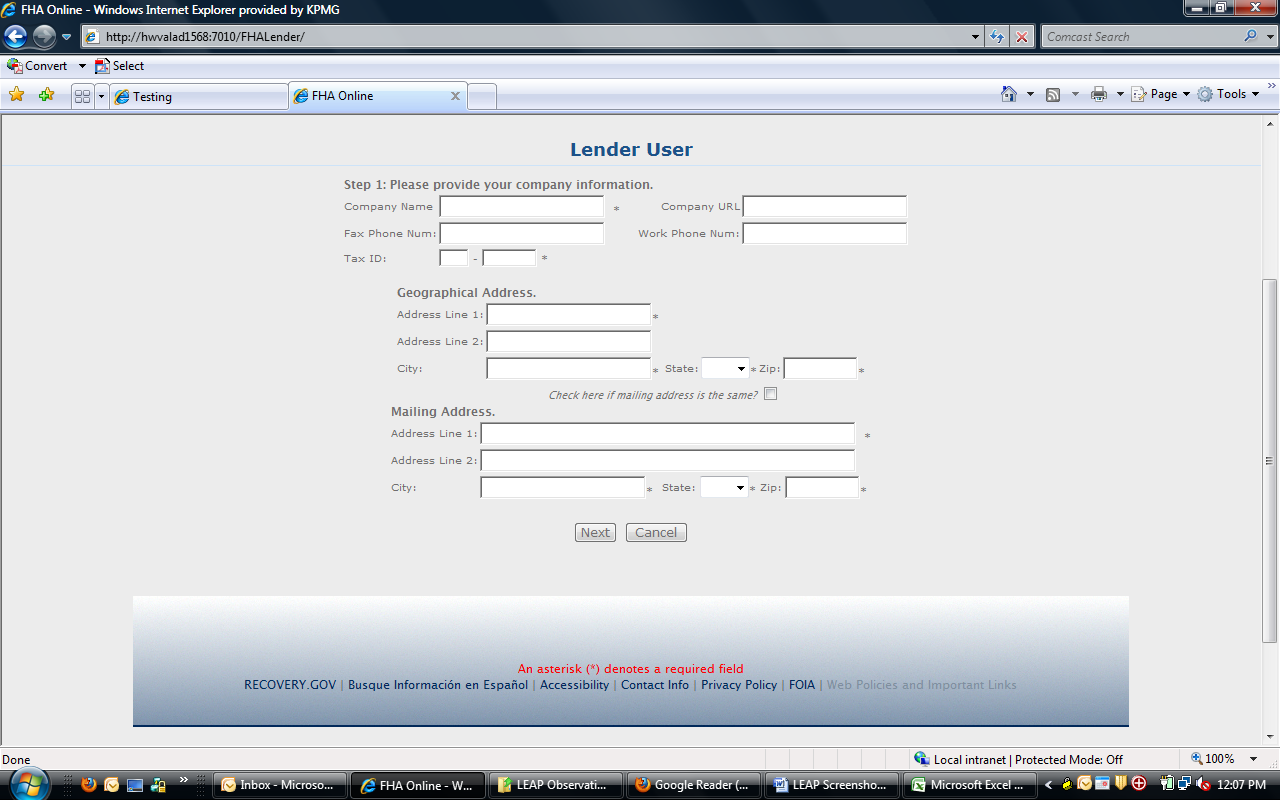 FHA Online - Windows Internet Explorer provided by KPMG
http://hwvalad1568:7010/FHALender/
Comcast Search
Convert Select
Testing
FHA Online
Page Tools
Lender User
Step 1: Please provide your company information.
Company Name * Company URL
Fax Phone Num: Work Phone Num:
Tax ID: - *
Geographical Address.
Address Line 1: *
Address Line 2:
City: * State: * Zip: *
Check here if mailing address is the same?
Mailing Address.
Address Line 1: *
Address Line 2:
City: * State: * Zip: *
Next Cancel
An asterisk (*) denotes a required field
RECOVERY.GOV | Busque Información en Español | Accessibility | Contact Info | Privacy Policy | FOIA | Web Policies and Important Links
Done
Local intranet | Protected Mode: Off
100%
Inbox - Microso...
FHA Online - W...
LEAP Observati...
Google Reader (...
LEAP Screensho...
Microsoft Excel ...
12:07 PM